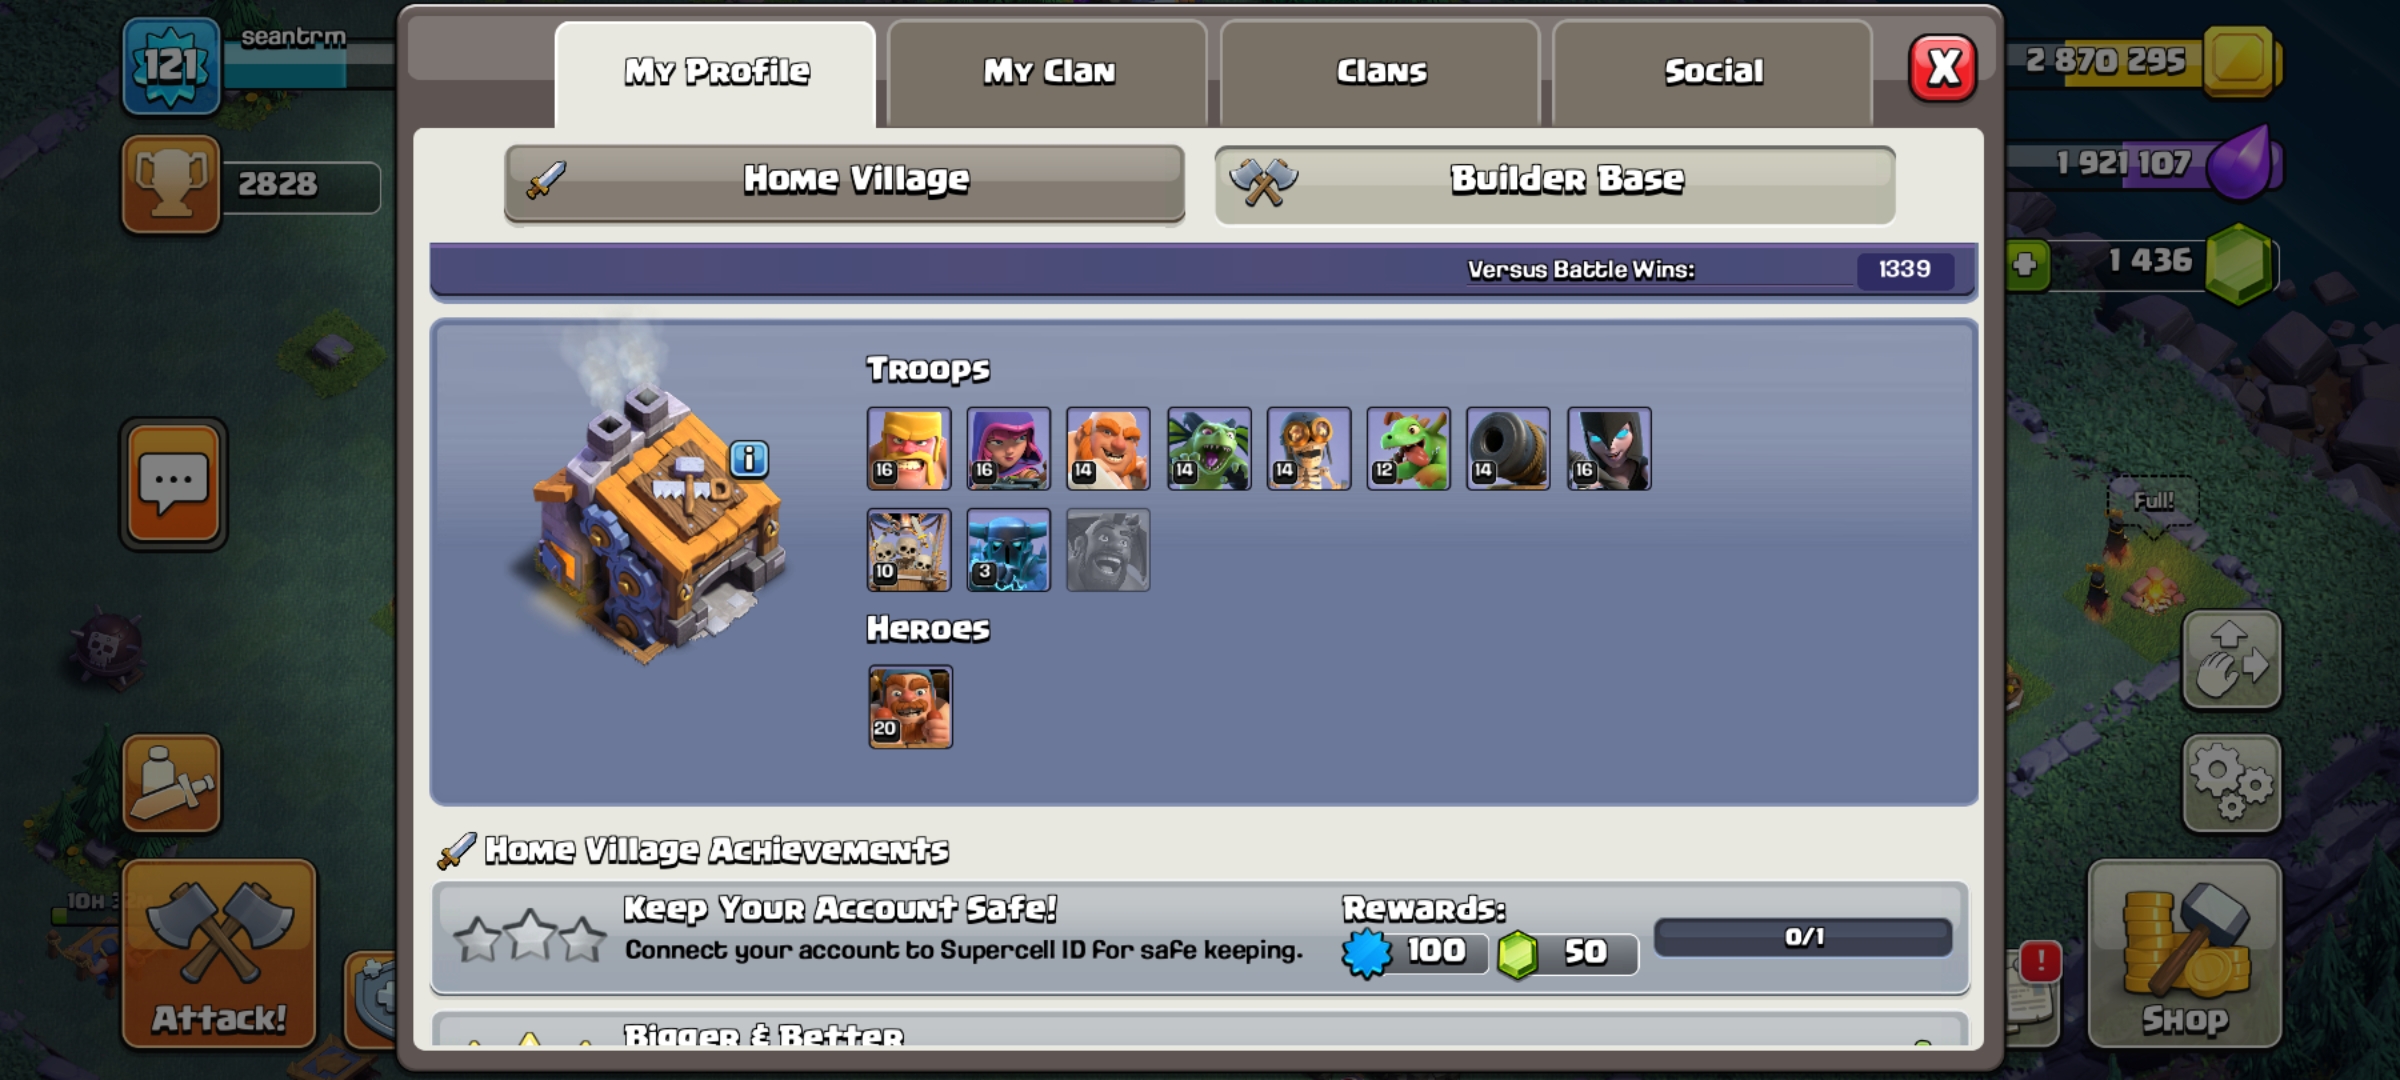 121
seantrm
2828
My Profile
My Clan
Clans
Social
X
2 870 295
1 921 107
1 436
Home Village
Builder Base
Versus Battle Wins:
1339
Troops
16
16
14
14
14
12
14
16
10
3
Heroes
20
Full!
Home Village Achievements
Keep Your Account Safe!
Connect your account to Supercell ID for safe keeping.
Rewards:
100
50
0/1
Bigger & Better
10H
Attack!
Shop